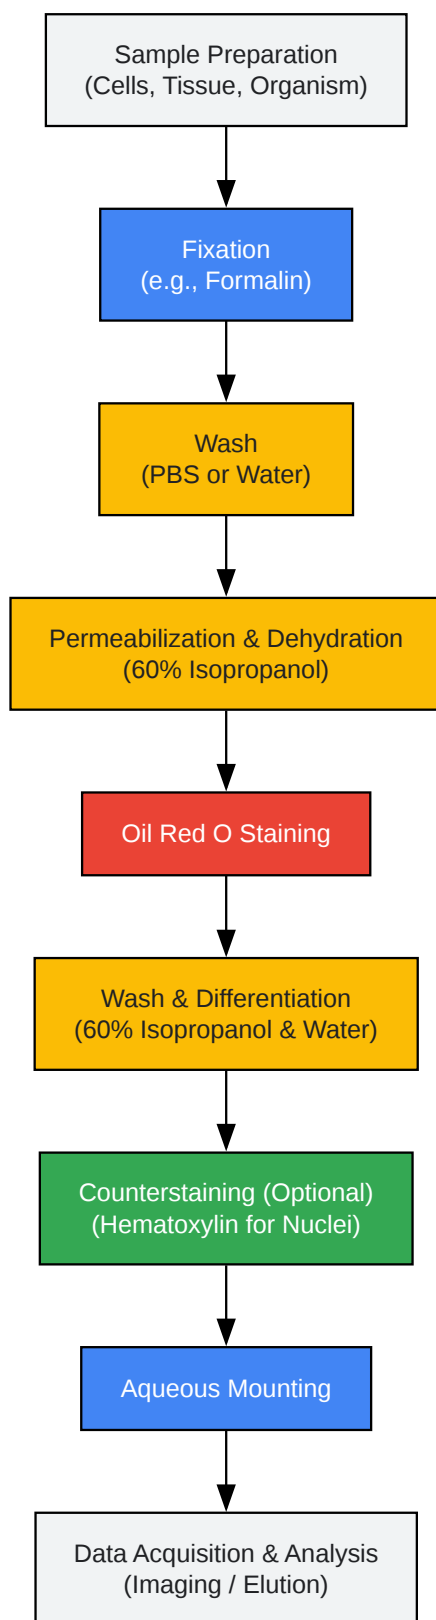 Sample Preparation
(Cells, Tissue, Organism)
Fixation
(e.g., Formalin)
Wash
(PBS or Water)
Permeabilization & Dehydration
(60% Isopropanol)
Oil Red O Staining
Wash & Differentiation
(60% Isopropanol & Water)
Counterstaining (Optional)
(Hematoxylin for Nuclei)
Aqueous Mounting
Data Acquisition & Analysis
(Imaging / Elution)